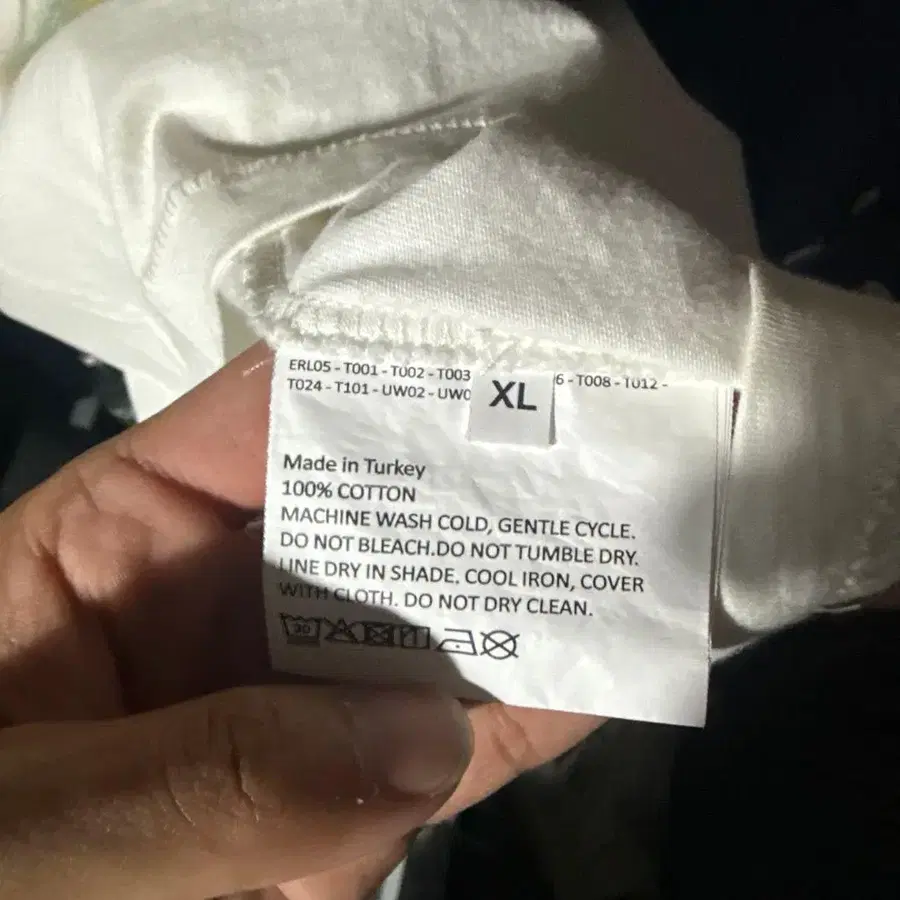 ERL05 - T001 - T002 - T003 6 - T008 - T012 -
T024 - T101 - UW02 - UW0
XL
Made in Turkey
100% COTTON
MACHINE WASH COLD, GENTLE CYCLE.
DO NOT BLEACH.DO NOT TUMBLE DRY.
LINE DRY IN SHADE. COOL IRON, COVER
WITH CLOTH. DO NOT DRY CLEAN.
30